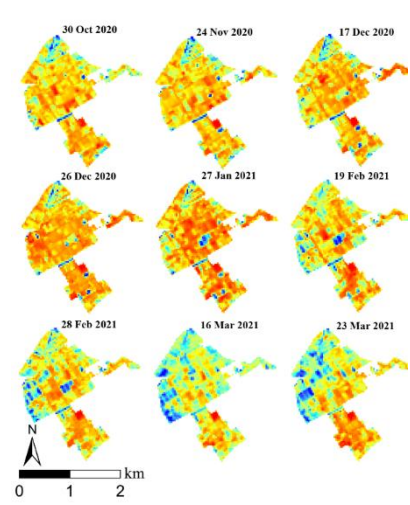 30 Oct 2020
24 Nov 2020
17 Dec 2020
26 Dec 2020
27 Jan 2021
19 Feb 2021
28 Feb 2021
16 Mar 2021
23 Mar 2021
N
km
0 1 2